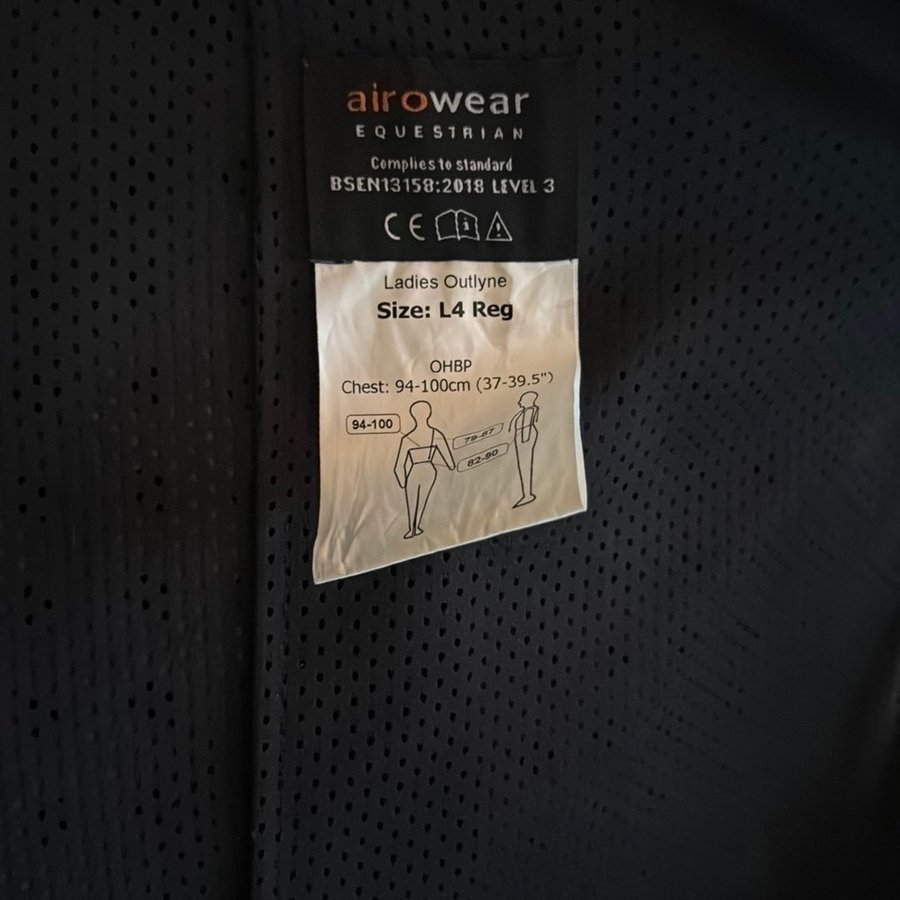 airowear
EQUESTRIAN
Complies to standard
BSEN13158:2018 LEVEL 3
CE i !
Ladies Outlyne
Size: L4 Reg
OHBP
Chest: 94-100cm (37-39.5")
94-100
79-87
82-90